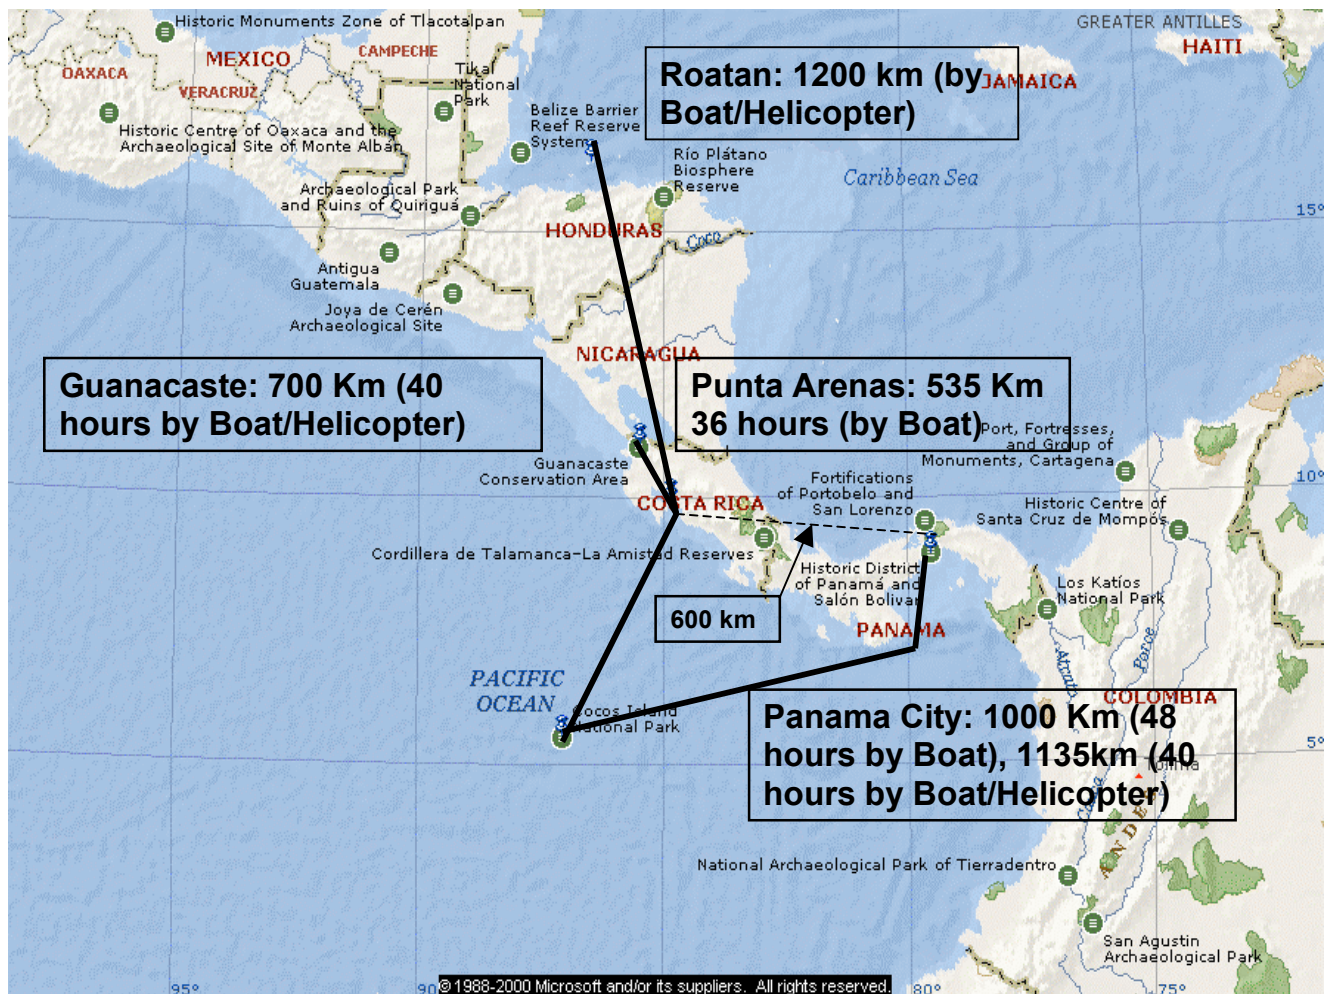 Historic Monuments Zone of Tlacotalpan
GREATER ANTILLES
HAITI
MEXICO
CAMPECHE
OAXACA
VERACRUZ
Tikal
National
Park
Roatan: 1200 km (by
Boat/Helicopter)
JAMAICA
Belize Barrier
Reef Reserve
System
Historic Centre of Oaxaca and the
Archaeological Site of Monte Albán
Río Plátano
Biosphere
Reserve
Caribbean Sea
Archaeological Park
and Ruins of Quiriguá
15°
HONDURAS
Coco
Antigua
Guatemala
Joya de Cerén
Archaeological Site
NICARAGUA
Guanacaste: 700 Km (40
hours by Boat/Helicopter)
Punta Arenas: 535 Km
36 hours (by Boat)
Port, Fortresses,
and Group of
Monuments, Cartagena
Guanacaste
Conservation Area
10°
COSTA RICA
Fortifications
of Portobelo and
San Lorenzo
Historic Centre of
Santa Cruz de Mompós
Cordillera de Talamanca-La Amistad Reserves
Historic District
of Panamá and
Salón Bolivar
Los Katíos
National Park
600 km
PANAMA
Atrato
Porce
PACIFIC
OCEAN
Cocos Island
National Park
COLOMBIA
Panama City: 1000 Km (48
hours by Boat), 1135km (40
hours by Boat/Helicopter)
5°
Tolima
Cauca
ANDES
National Archaeological Park of Tierradentro
San Agustin
Archaeological Park
95°
90°
80°
75°
© 1988-2000 Microsoft and/or its suppliers. All rights reserved.